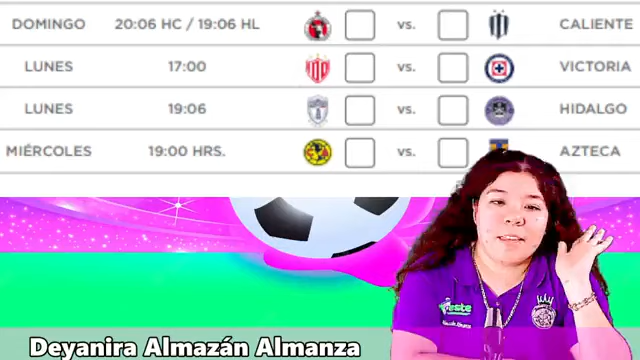 DOMINGO 20:06 HC / 19:06 HL vs. CALIENTE
LUNES 17:00 vs. VICTORIA
LUNES 19:06 vs. HIDALGO
MIÉRCOLES 19:00 HRS. vs. AZTECA
Deyanira Almazán Almanza